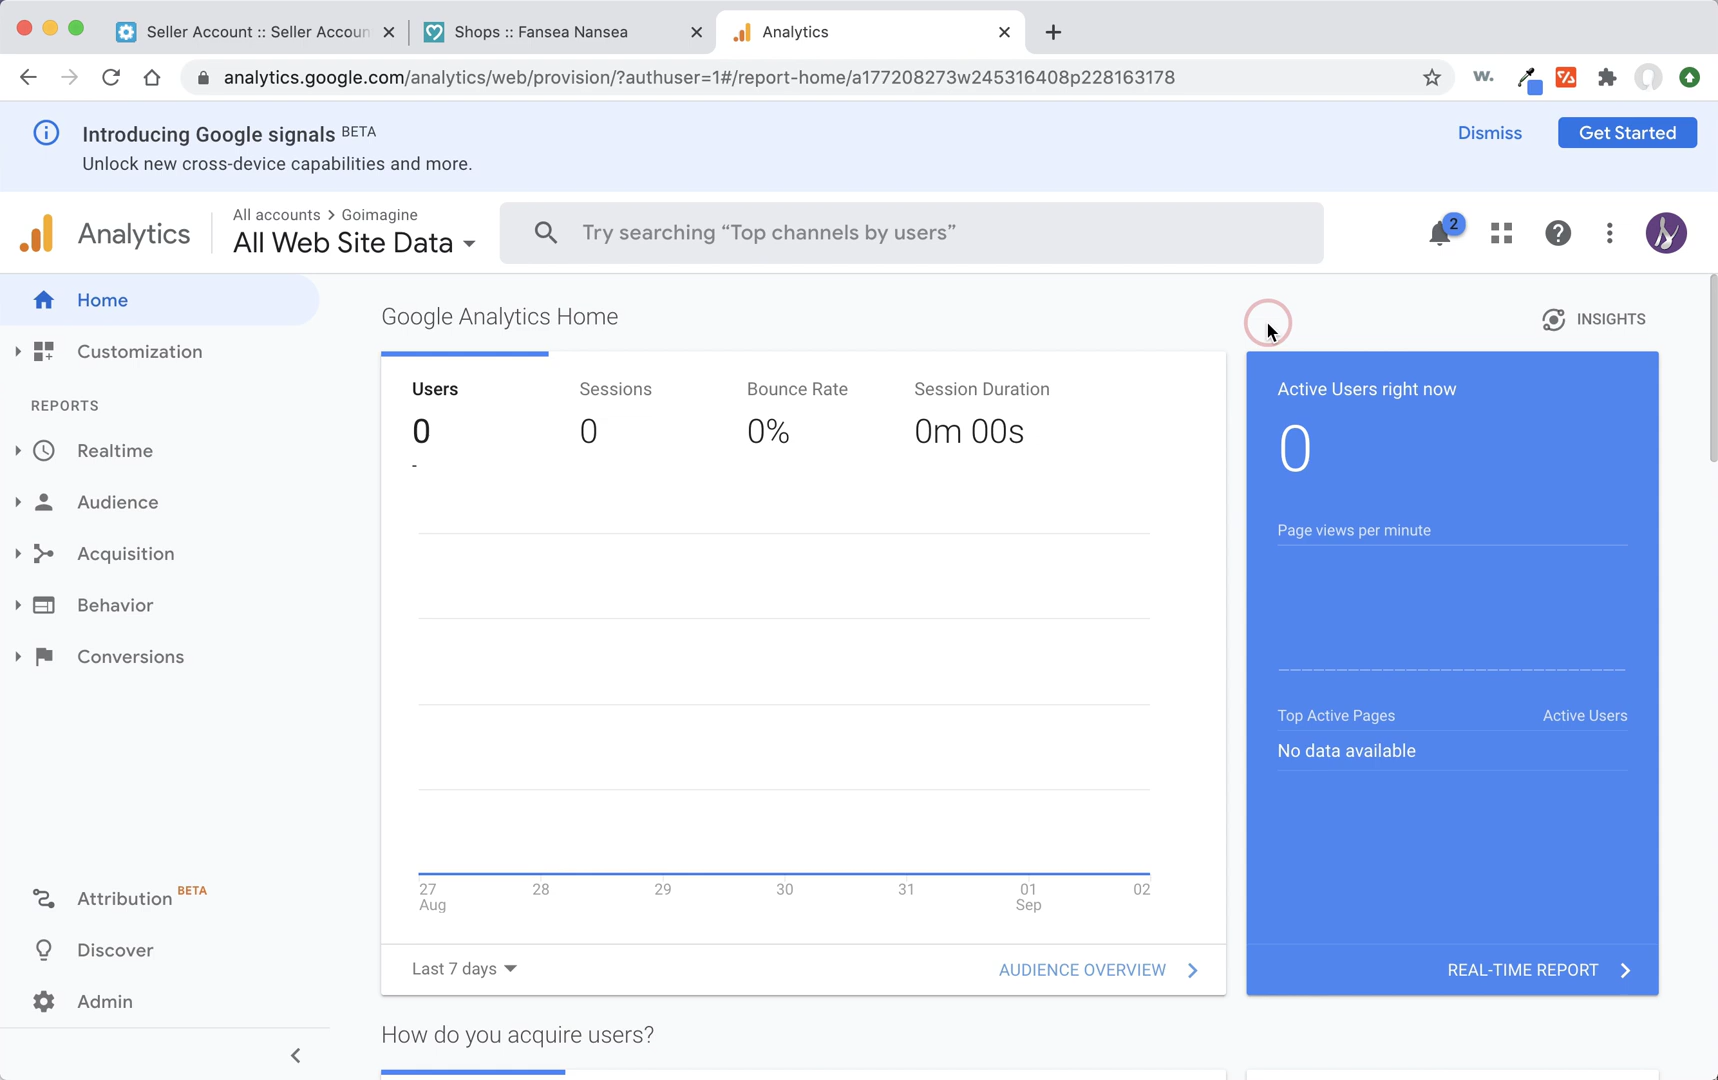 Seller Account :: Seller Accoun
Shops :: Fansea Nansea
Analytics
analytics.google.com/analytics/web/provision/?authuser=1#/report-home/a177208273w245316408p228163178
w.
Introducing Google signals BETA
Unlock new cross-device capabilities and more.
Dismiss
Get Started
Analytics
All accounts > Goimagine
All Web Site Data
Try searching “Top channels by users”
2
Home
Customization
REPORTS
Realtime
Audience
Acquisition
Behavior
Conversions
Attribution BETA
Discover
Admin
Google Analytics Home
INSIGHTS
Users
0
-
Sessions
0
Bounce Rate
0%
Session Duration
0m 00s
27
Aug
28
29
30
31
01
Sep
02
Last 7 days
AUDIENCE OVERVIEW
Active Users right now
0
Page views per minute
Top Active Pages
Active Users
No data available
REAL-TIME REPORT
How do you acquire users?